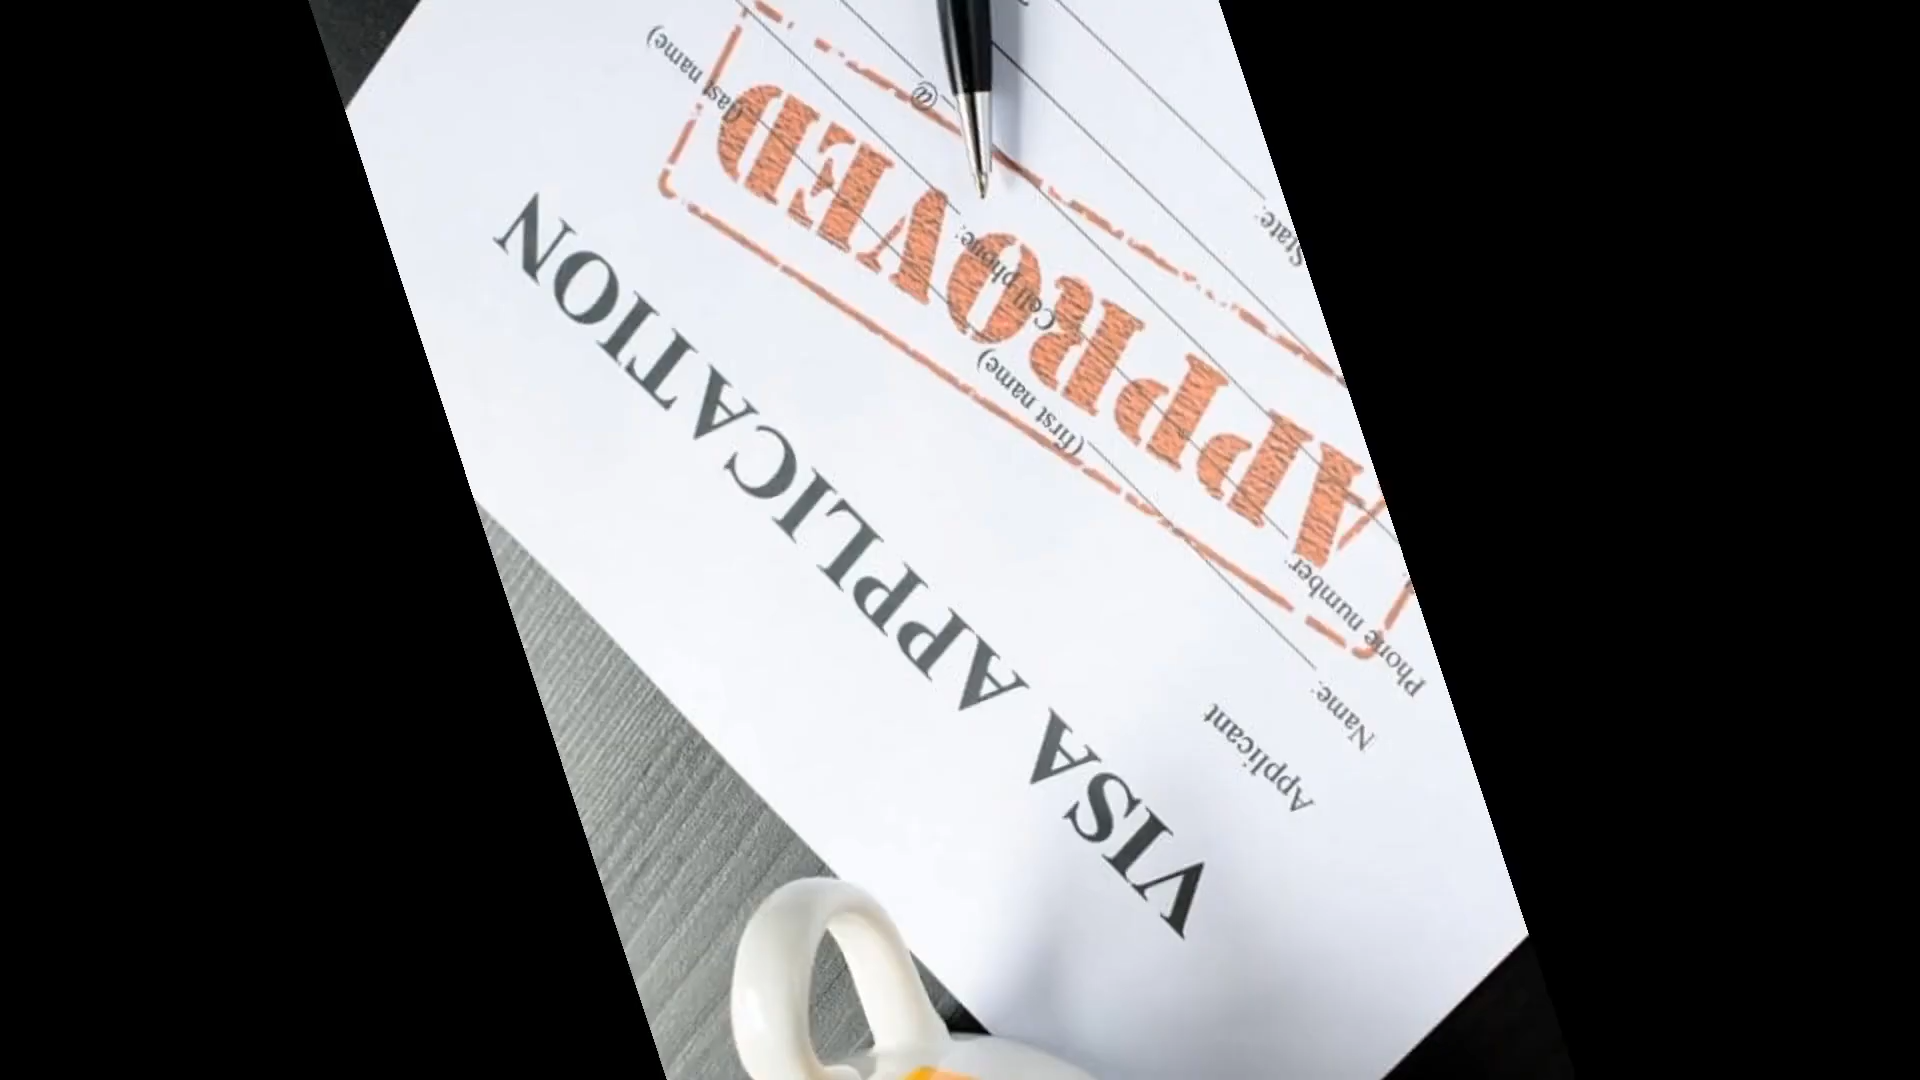 VISA APPLICATION
Applicant
Name:
(first name)
(last name)
Phone number:
Cell phone:
@
State:
APPROVED